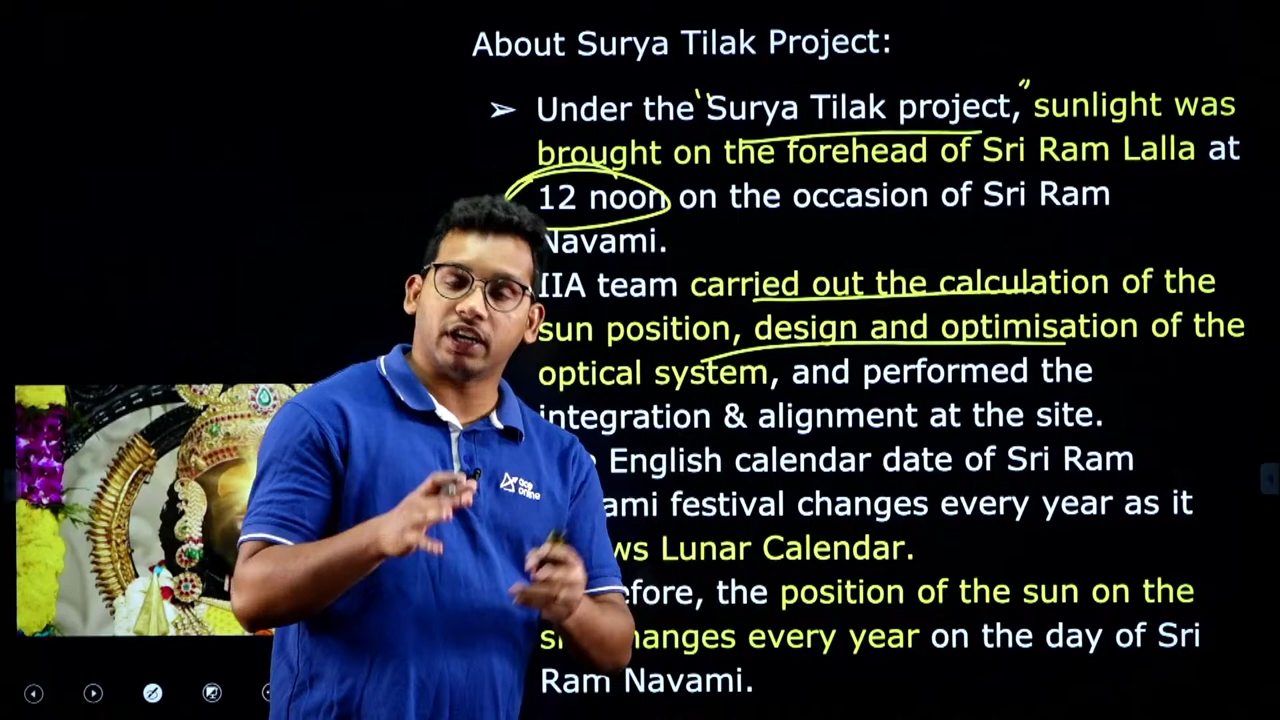 About Surya Tilak Project:
➢ Under the "Surya Tilak project," sunlight was
brought on the forehead of Sri Ram Lalla at
12 noon on the occasion of Sri Ram
Navami.
IIA team carried out the calculation of the
sun position, design and optimisation of the
optical system, and performed the
integration & alignment at the site.
English calendar date of Sri Ram
ami festival changes every year as it
ws Lunar Calendar.
efore, the position of the sun on the
changes every year on the day of Sri
Ram Navami.
ace
online